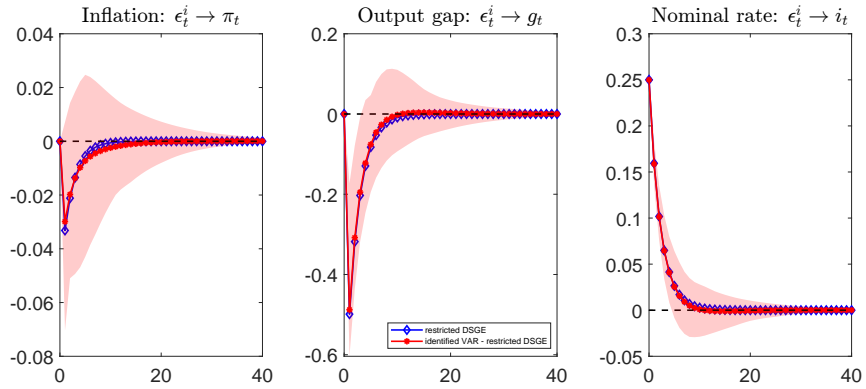 Inflation: ϵ_t^i → π_t
0.04
0.02
0
-0.02
-0.04
-0.06
-0.08
0 20 40
Output gap: ϵ_t^i → g_t
0.2
0
-0.2
-0.4
-0.6
restricted DSGE
identified VAR - restricted DSGE
0 20 40
Nominal rate: ϵ_t^i → i_t
0.3
0.25
0.2
0.15
0.1
0.05
0
-0.05
0 20 40